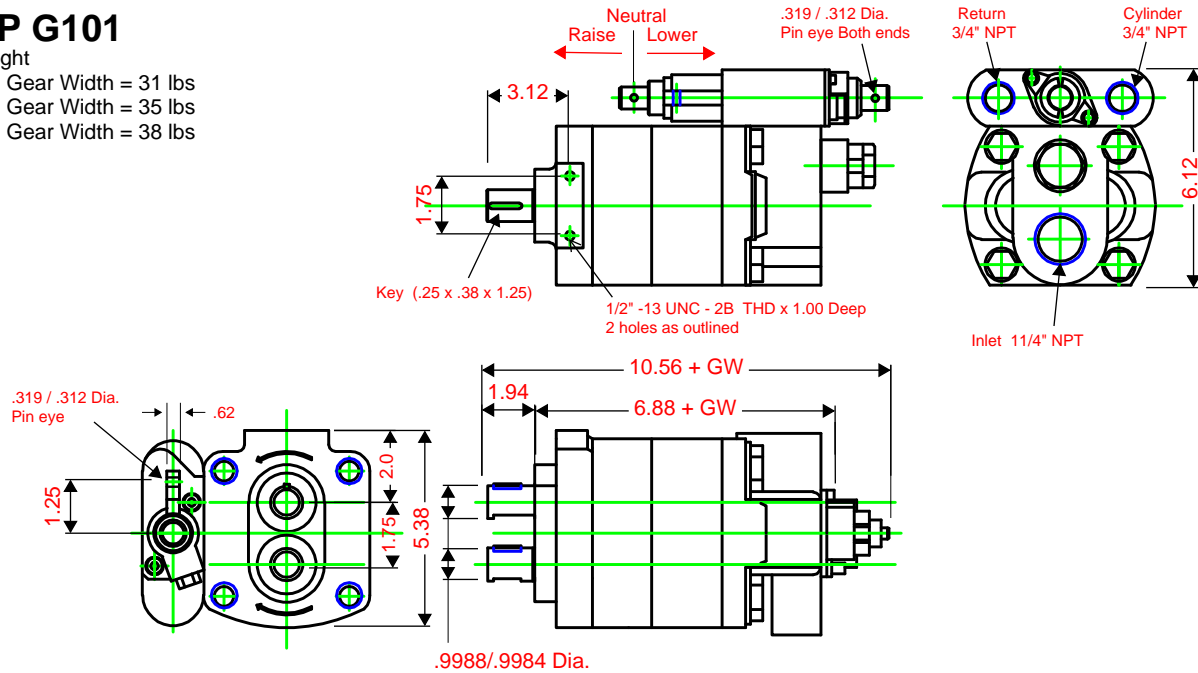 P G101
ght
Gear Width = 31 lbs
Gear Width = 35 lbs
Gear Width = 38 lbs
Neutral
Raise Lower
.319 / .312 Dia.
Pin eye Both ends
Return
3/4" NPT
Cylinder
3/4" NPT
3.12
1.75
6.12
Key (.25 x .38 x 1.25)
1/2" -13 UNC - 2B THD x 1.00 Deep
2 holes as outlined
Inlet 11/4" NPT
10.56 + GW
1.94
6.88 + GW
.319 / .312 Dia.
Pin eye
.62
1.25
2.0
1.75
5.38
.9988/.9984 Dia.